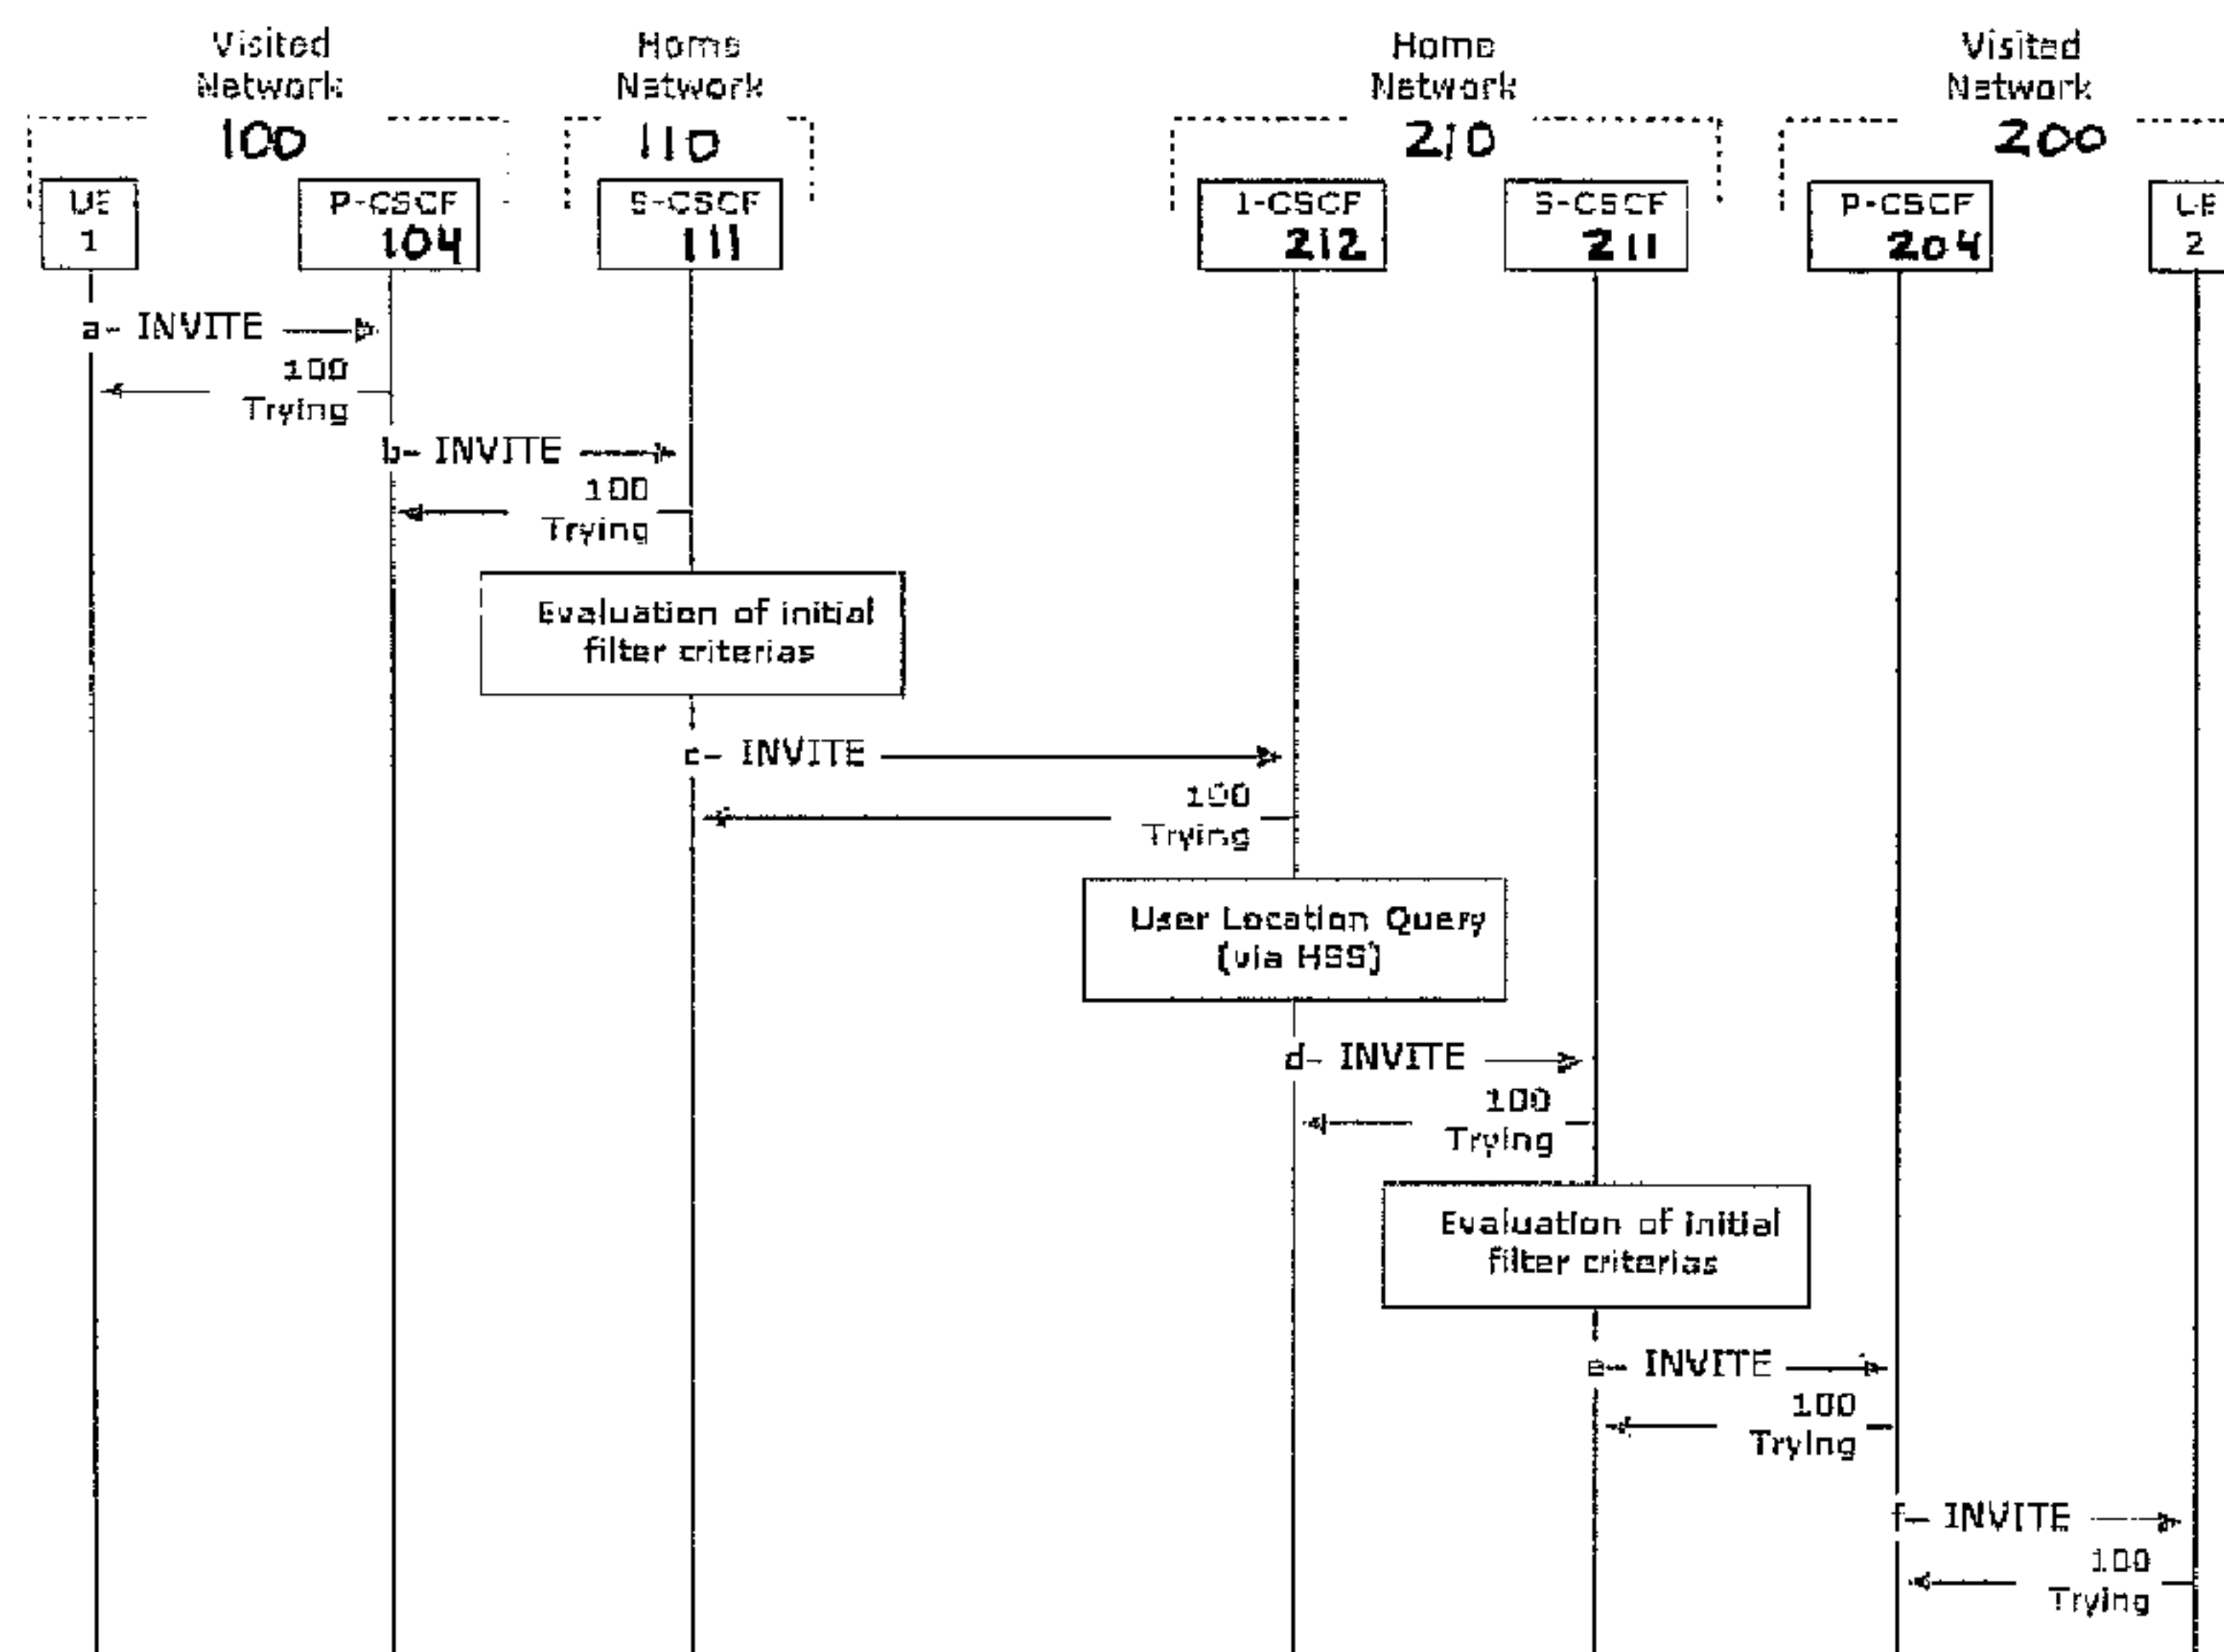 Visited
Network
100
Home
Network
110
Home
Network
210
Visited
Network
200
UE
1
P-CSCF
104
S-CSCF
111
I-CSCF
212
S-CSCF
211
P-CSCF
204
UE
2
a- INVITE
100
Trying
b- INVITE
100
Trying
Evaluation of initial
filter criterias
c- INVITE
100
Trying
User Location Query
(via HSS)
d- INVITE
100
Trying
Evaluation of initial
filter criterias
e- INVITE
100
Trying
f- INVITE
100
Trying